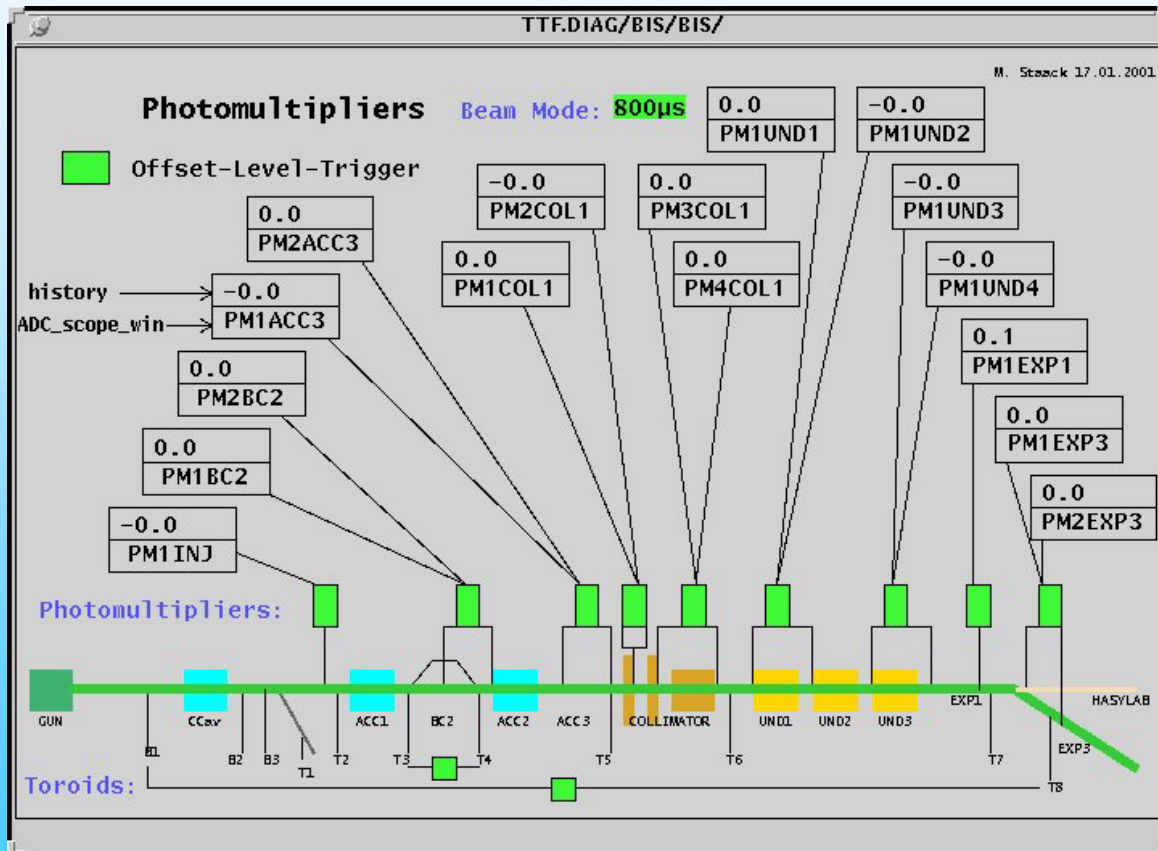 TTF.DIAG/BIS/BIS/
M. Staack 17.01.2001
Photomultipliers
Beam Mode: 800µs
Offset-Level-Trigger
0.0
PM1UND1
-0.0
PM1UND2
-0.0
PM2COL1
0.0
PM3COL1
-0.0
PM1UND3
0.0
PM2ACC3
0.0
PM1COL1
0.0
PM4COL1
-0.0
PM1UND4
history
-0.0
ADC_scope_win
PM1ACC3
0.1
PM1EXP1
0.0
PM2BC2
0.0
PM1EXP3
0.0
PM1BC2
0.0
PM2EXP3
-0.0
PM1INJ
Photomultipliers:
GUN
CCav
ACC1
BC2
ACC2
ACC3
COLLIMATOR
UND1
UND2
UND3
EXP1
HASYLAB
EXP3
B1
B2
B3
T1
T2
T3
T4
T5
T6
T7
T8
Toroids: